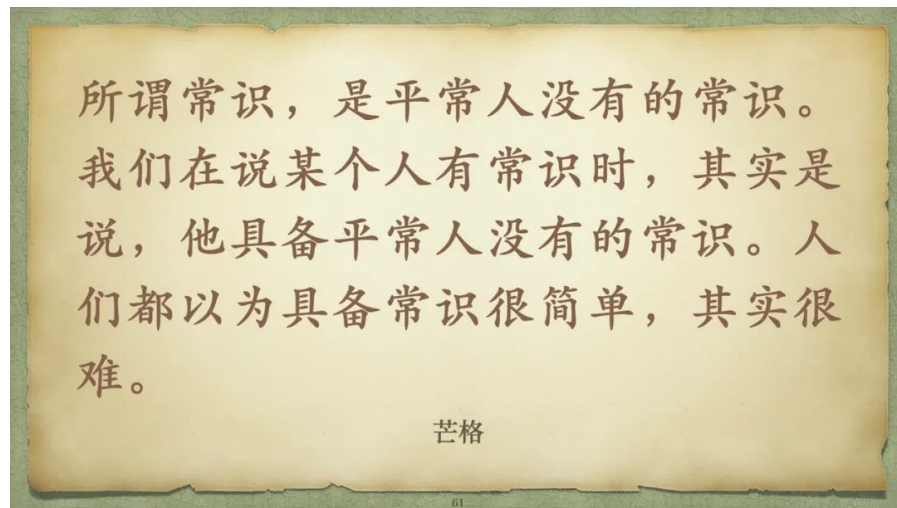 所谓常识，是平常人没有的常识。
我们在说某个人有常识时，其实是
说，他具备平常人没有的常识。人
们都以为具备常识很简单，其实很
难。
芒格
61